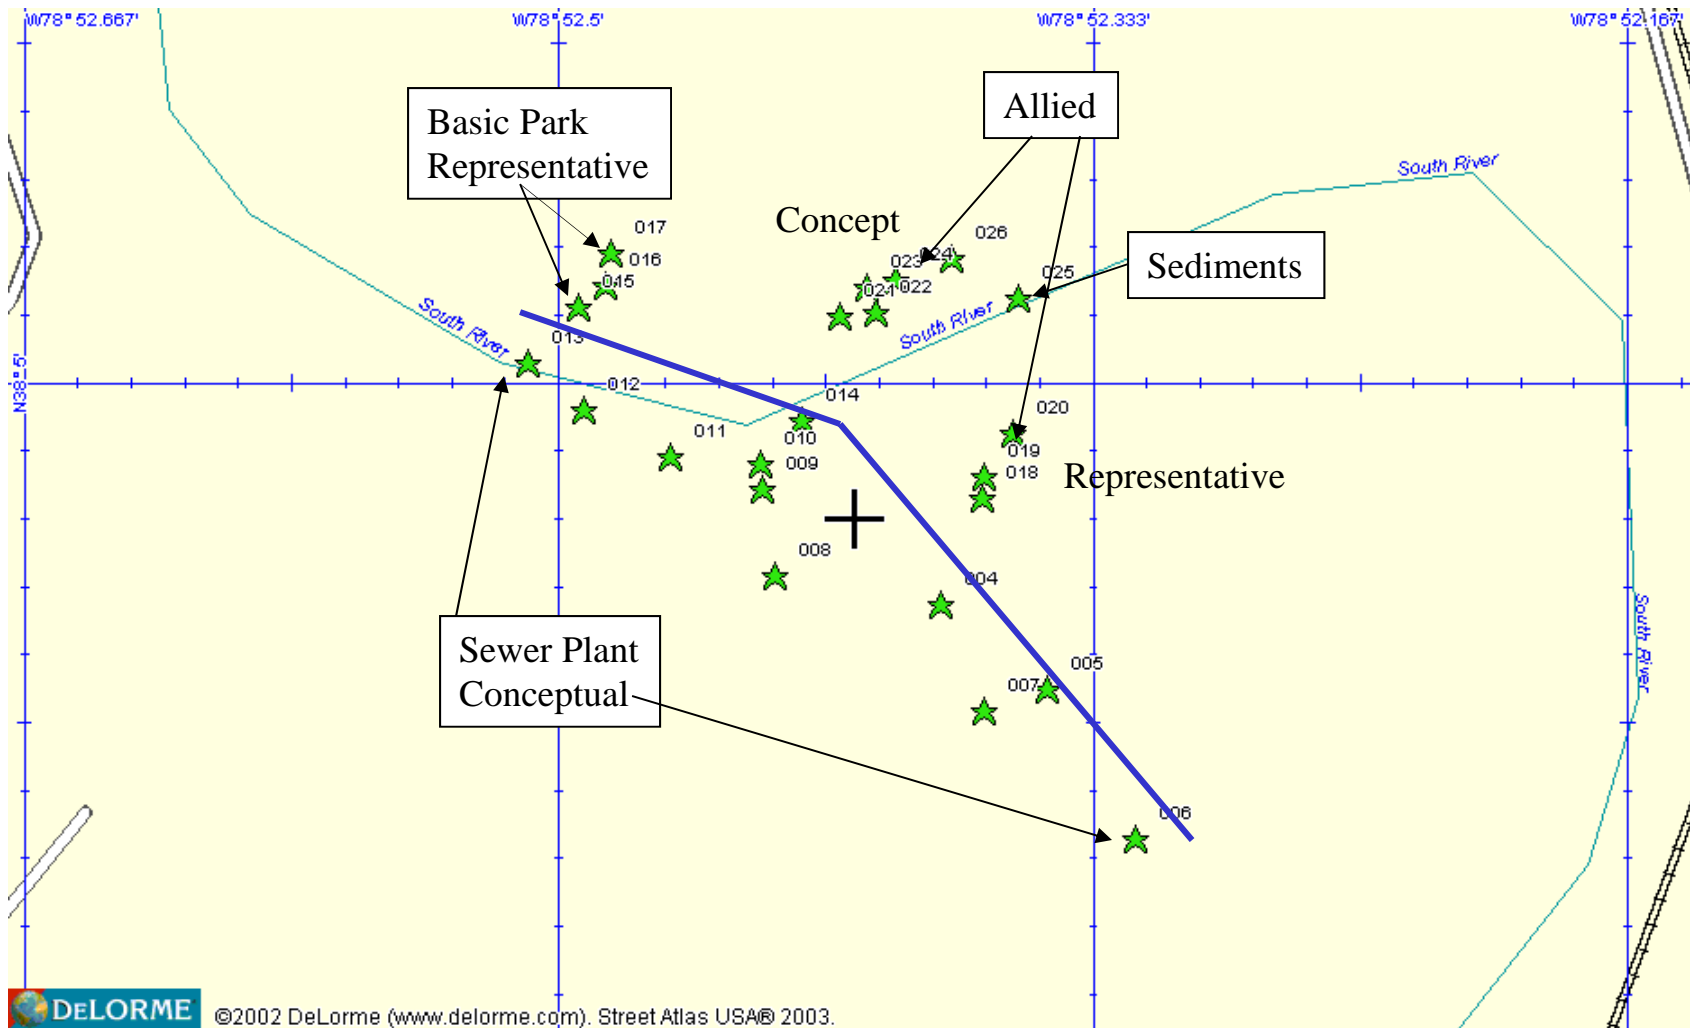 W78° 52.667'
W78° 52.5'
W78° 52.333'
W78° 52.167'
Basic Park
Representative
Allied
South River
Concept
017
026
016
023
024
025
Sediments
015
021
022
South River
South River
013
N38° 5'
012
014
020
011
010
019
009
018
Representative
008
004
South River
Sewer Plant
Conceptual
005
007
006
DELORME
©2002 DeLorme (www.delorme.com). Street Atlas USA® 2003.